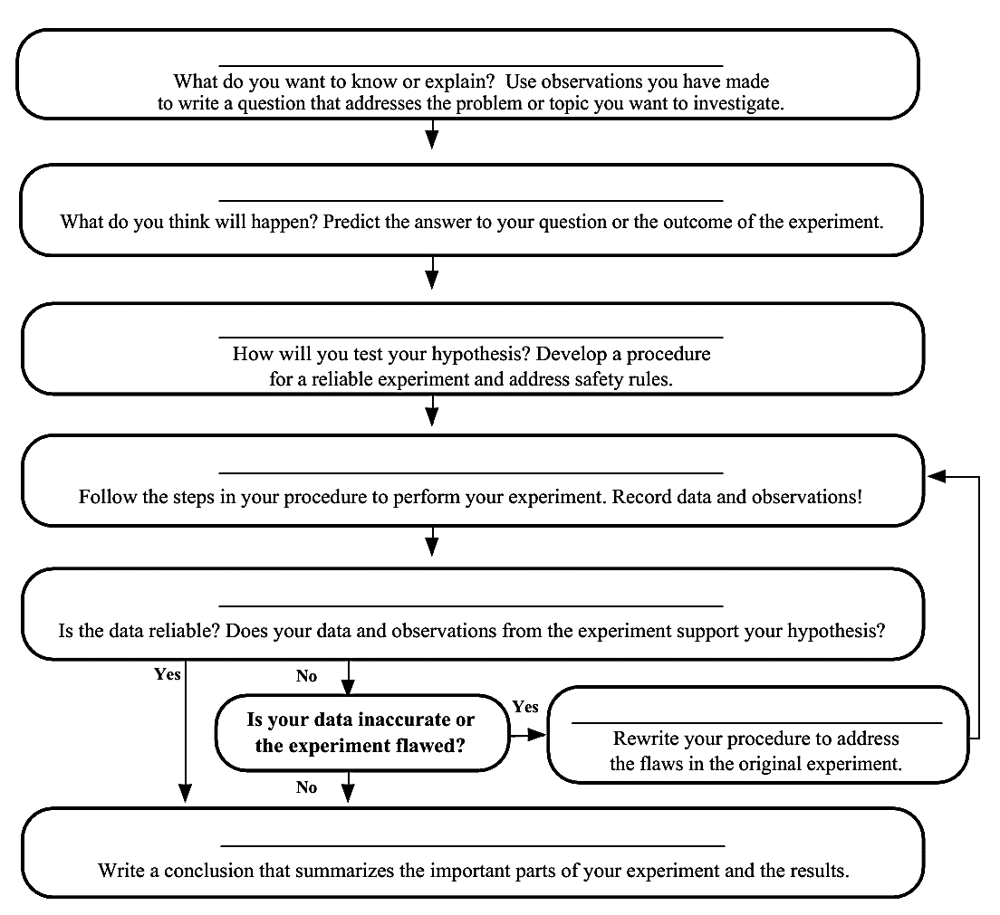 What do you want to know or explain? Use observations you have made
to write a question that addresses the problem or topic you want to investigate.
What do you think will happen? Predict the answer to your question or the outcome of the experiment.
How will you test your hypothesis? Develop a procedure
for a reliable experiment and address safety rules.
Follow the steps in your procedure to perform your experiment. Record data and observations!
Is the data reliable? Does your data and observations from the experiment support your hypothesis?
Yes
No
Is your data inaccurate or
the experiment flawed?
Yes
Rewrite your procedure to address
the flaws in the original experiment.
No
Write a conclusion that summarizes the important parts of your experiment and the results.